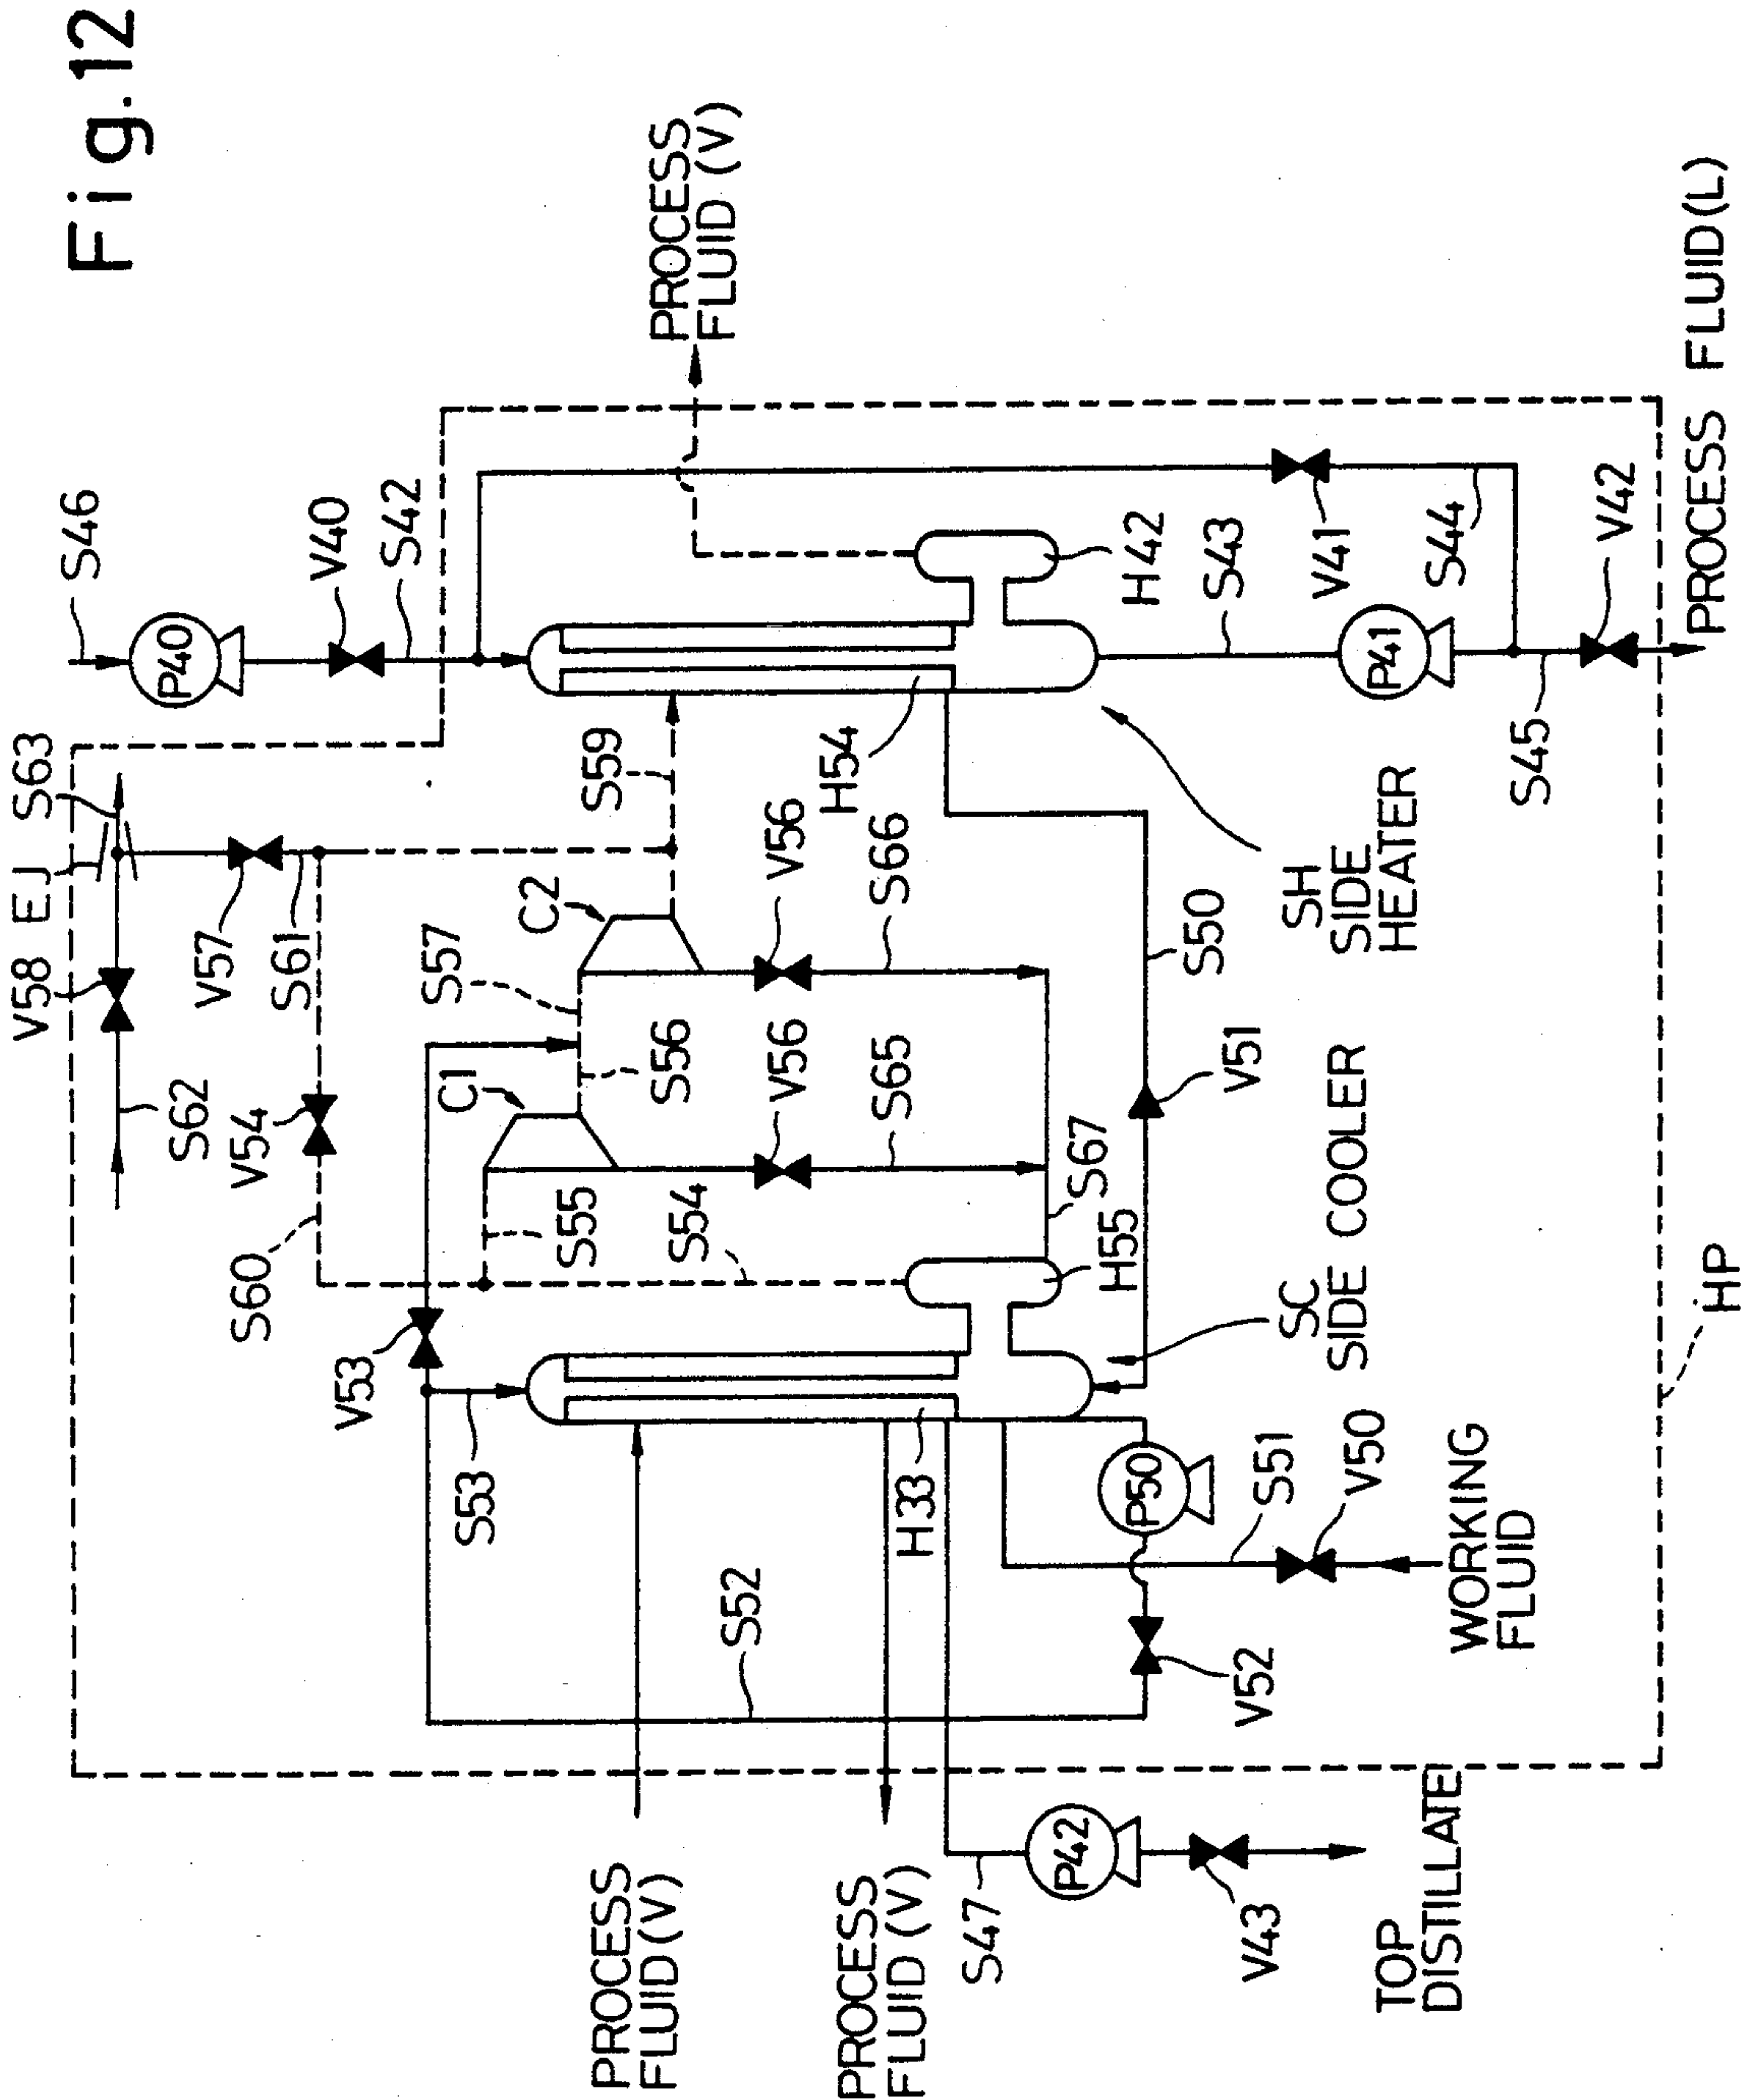 Fig.12
S46
P40
V40
S42
PROCESS
FLUID (V)
V58
EJ
S63
S62
V54
V57
S61
S60
S59
C2
S57
C1
S56
S55
S54
V53
S53
V56
S66
V56
S65
H54
H42
S43
V41
S44
P41
S45
V42
PROCESS FLUID(L)
SH
SIDE
HEATER
S50
V51
S67
H55
SC
SIDE COOLER
HP
H33
P50
S51
V50
WORKING
FLUID
S52
V52
PROCESS
FLUID(V)
PROCESS
FLUID (V)
S47
P42
V43
TOP
DISTILLATE